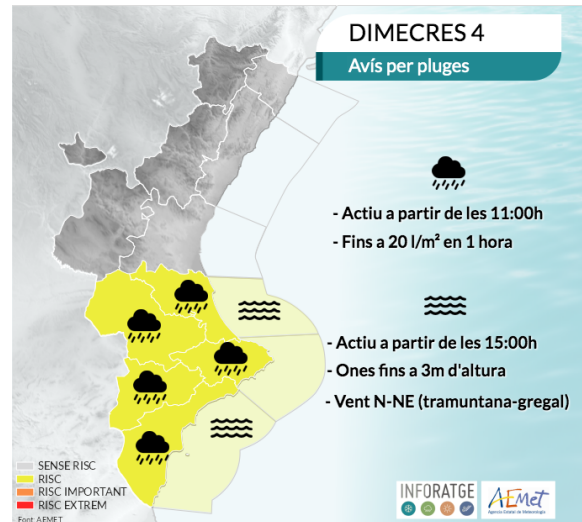 DIMECRES 4
Avís per pluges
- Actiu a partir de les 11:00h
- Fins a 20 l/m² en 1 hora
- Actiu a partir de les 15:00h
- Ones fins a 3m d'altura
- Vent N-NE (tramuntana-gregal)
SENSE RISC
RISC
RISC IMPORTANT
RISC EXTREM
Font: AEMET
INFORATGE
AEMet
Agencia Estatal de Meteorología